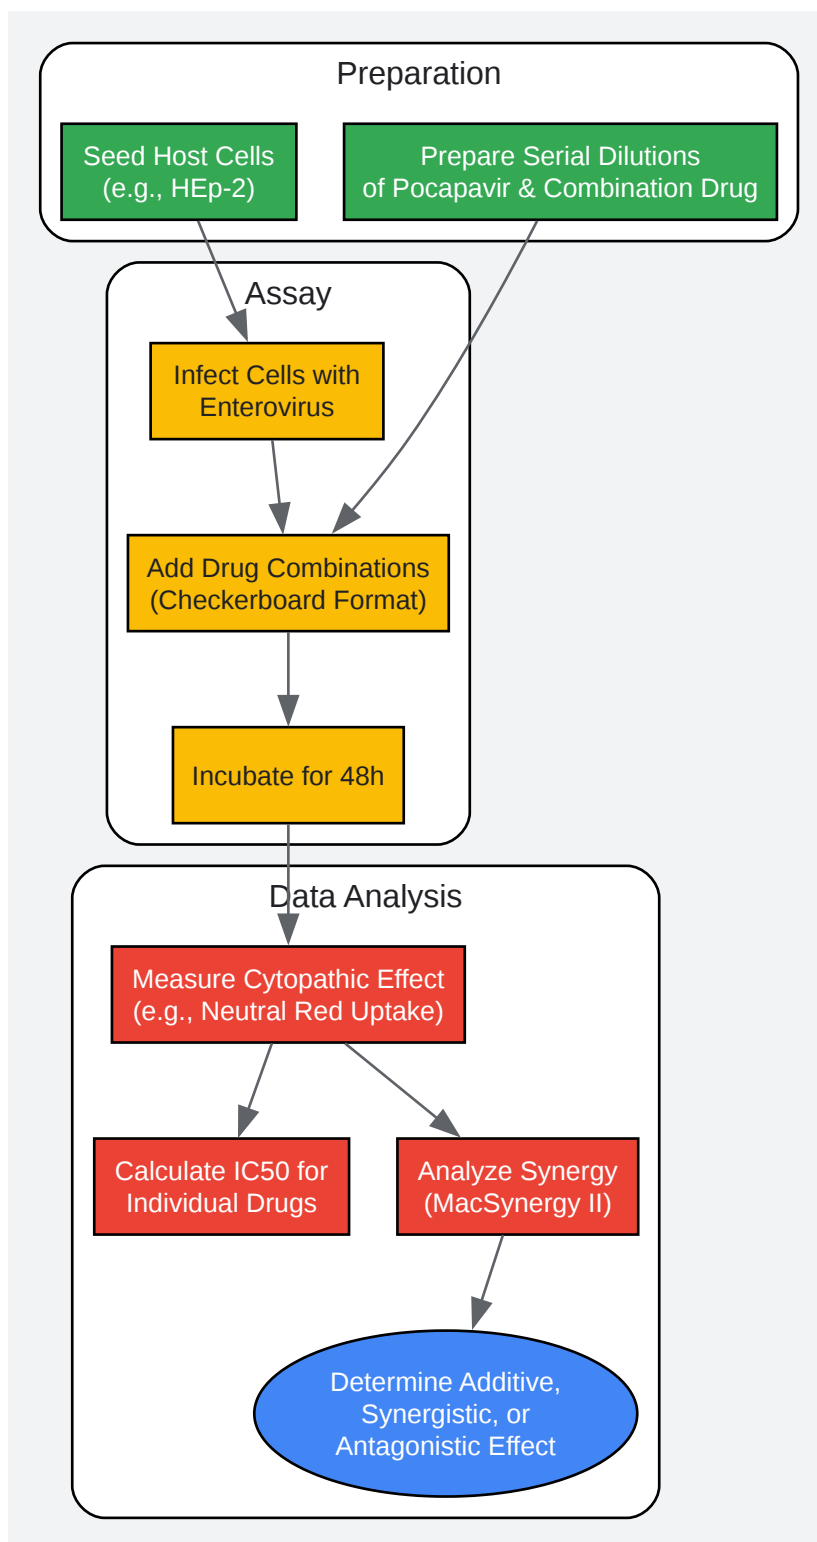 Preparation
Seed Host Cells
(e.g., HEp-2)
Prepare Serial Dilutions
of Pocapavir & Combination Drug
Assay
Infect Cells with
Enterovirus
Add Drug Combinations
(Checkerboard Format)
Incubate for 48h
Data Analysis
Measure Cytopathic Effect
(e.g., Neutral Red Uptake)
Calculate IC50 for
Individual Drugs
Analyze Synergy
(MacSynergy II)
Determine Additive,
Synergistic, or
Antagonistic Effect